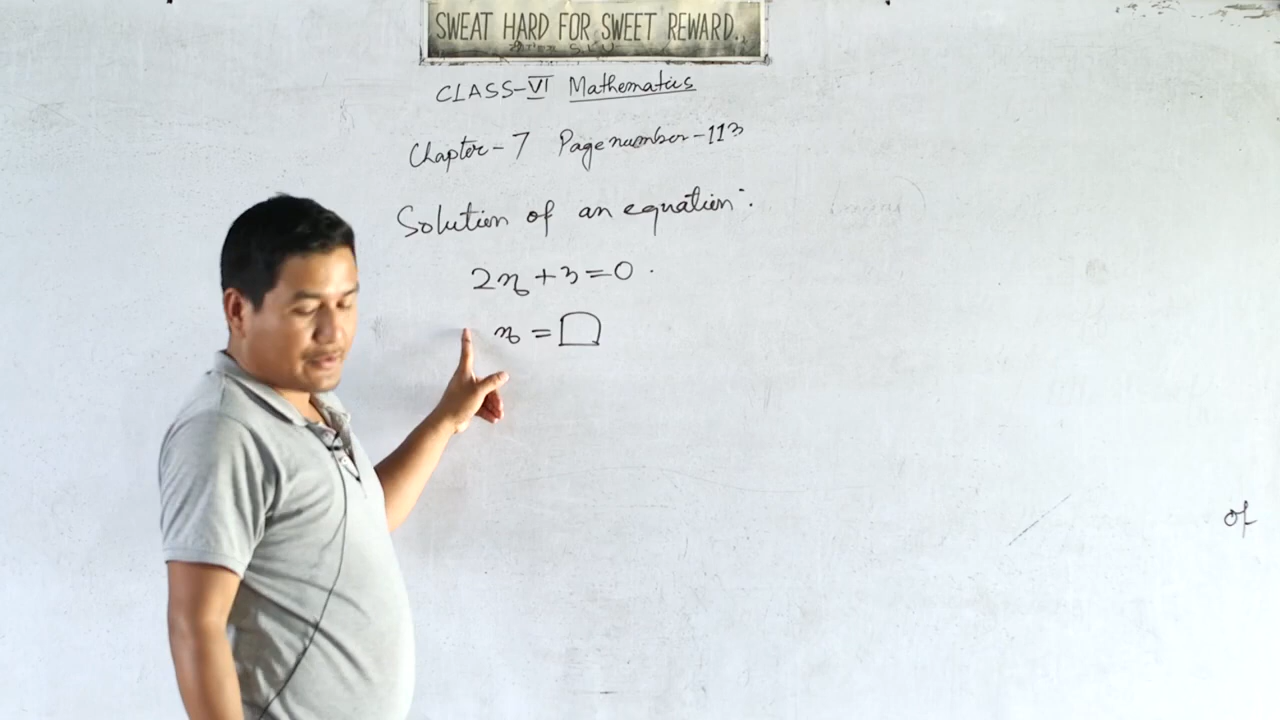 SWEAT HARD FOR SWEET REWARD.
CLASS-VI Mathematics
Chapter-7 Page number-113
Solution of an equation:
2x+3=0.
x=□
of